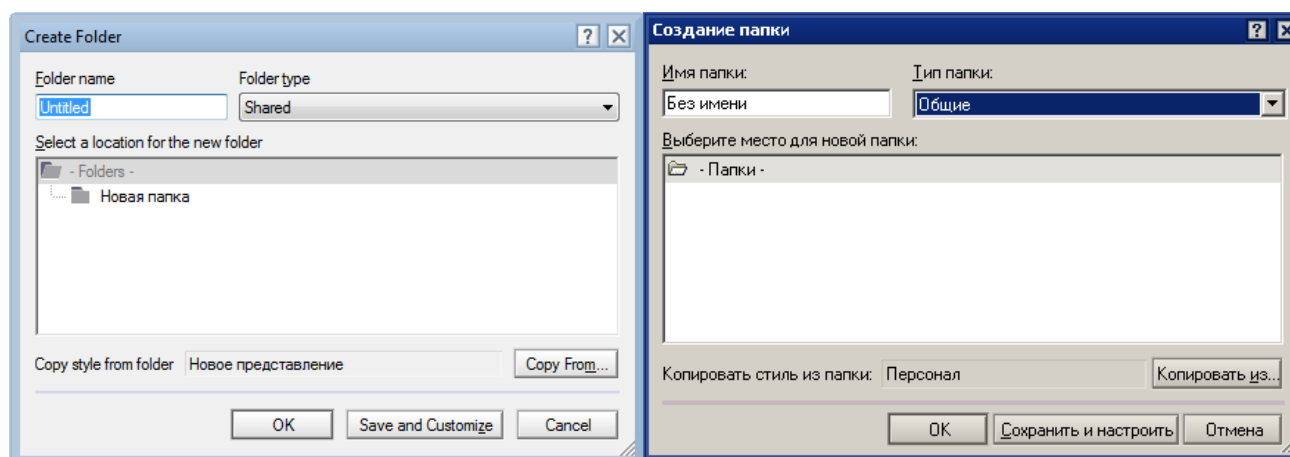 Create Folder
Folder name Folder type
Untitled Shared
Select a location for the new folder
- Folders -
Новая папка
Copy style from folder Новое представление Copy From...
OK Save and Customize Cancel
Создание папки
Имя папки: Тип папки:
Без имени Общие
Выберите место для новой папки:
- Папки -
Копировать стиль из папки: Персонал Копировать из...
OK Сохранить и настроить Отмена